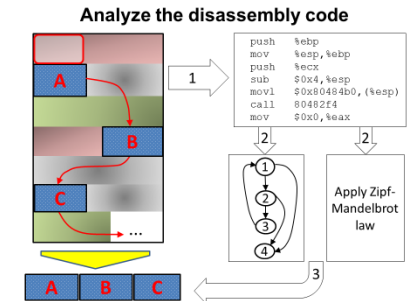 Analyze the disassembly code
A
B
C
...
1
push %ebp
mov %esp,%ebp
push %ecx
sub $0x4,%esp
movl $0x80484b0,(%esp)
call 80482f4
mov $0x0,%eax
2
2
1
2
3
4
Apply Zipf-
Mandelbrot
law
3
A B C